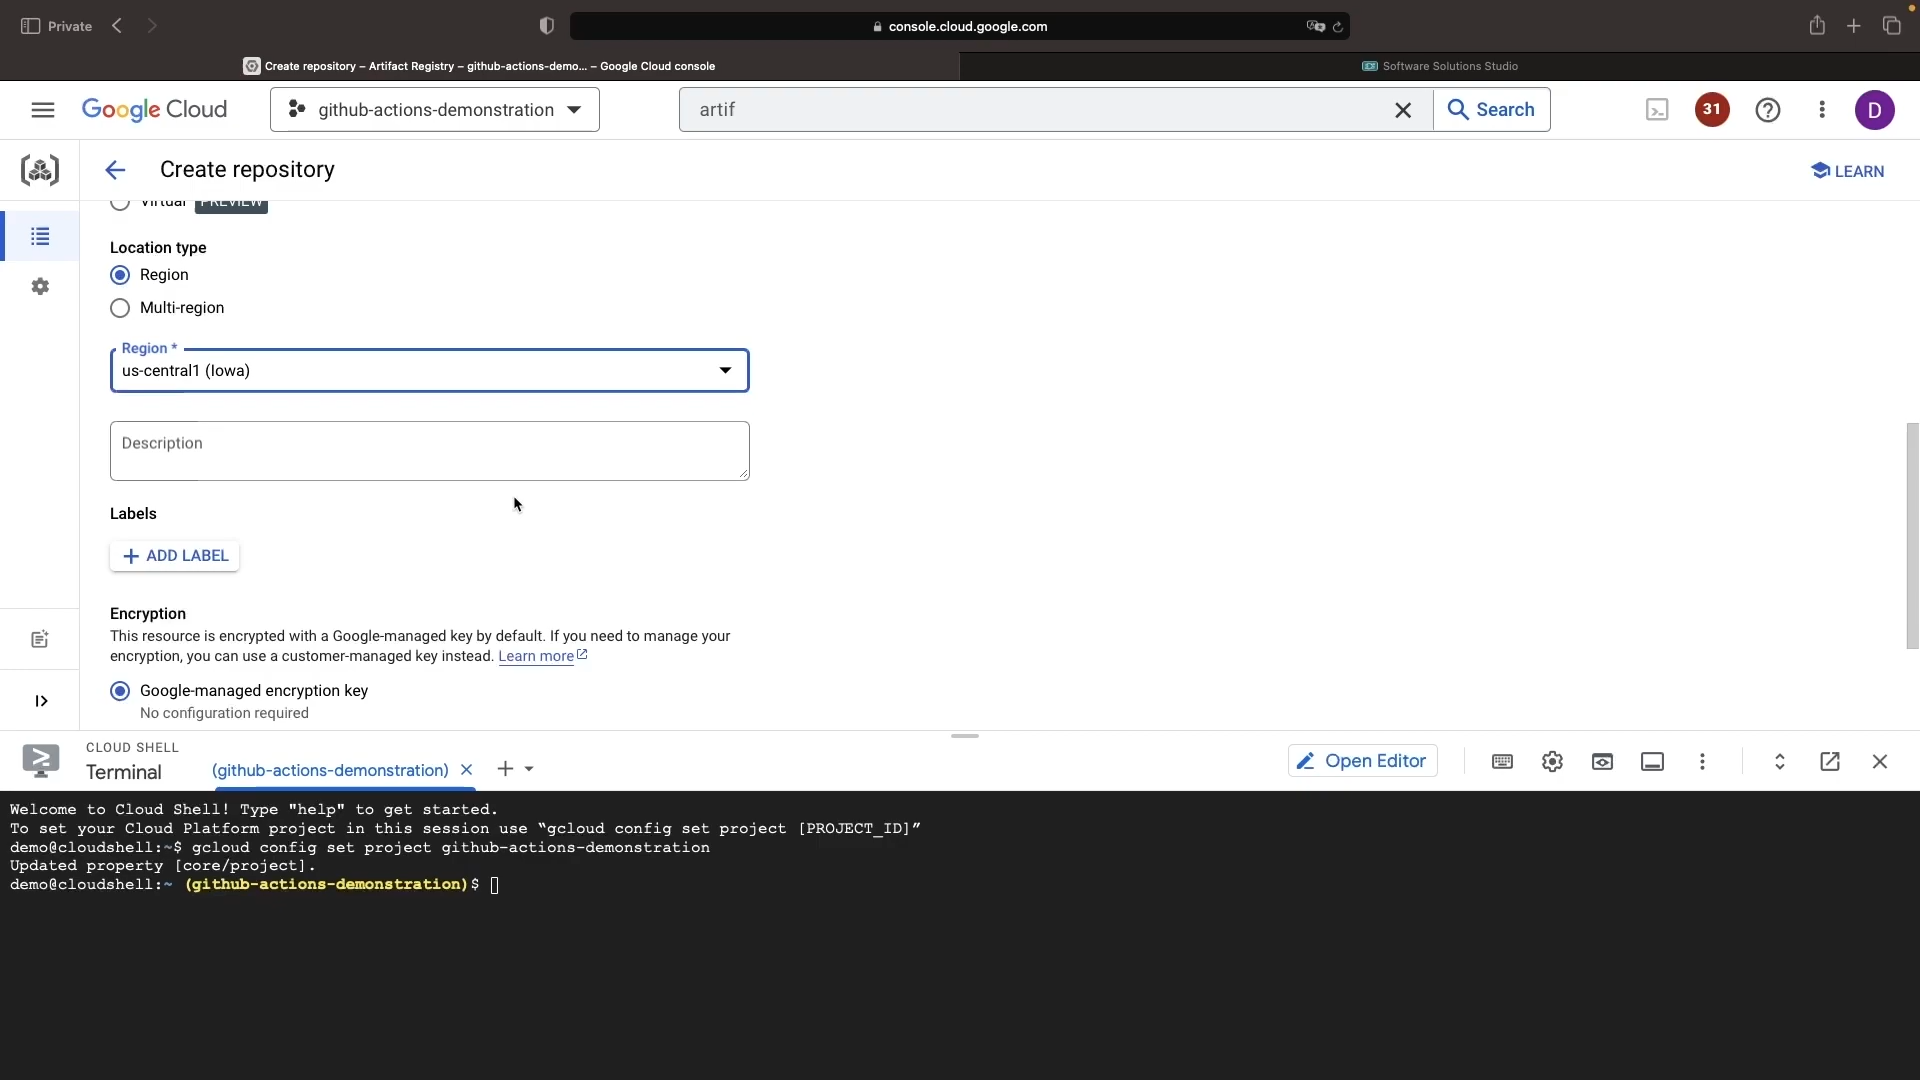 Private
console.cloud.google.com
Create repository – Artifact Registry – github-actions-demo... – Google Cloud console
Software Solutions Studio
Google Cloud
github-actions-demonstration
artif
Search
31
D
Create repository
LEARN
Virtual PREVIEW
Location type
Region
Multi-region
Region *
us-central1 (Iowa)
Description
Labels
ADD LABEL
Encryption
This resource is encrypted with a Google-managed key by default. If you need to manage your
encryption, you can use a customer-managed key instead. Learn more
Google-managed encryption key
No configuration required
CLOUD SHELL
Terminal
(github-actions-demonstration)
Open Editor
Welcome to Cloud Shell! Type "help" to get started.
To set your Cloud Platform project in this session use “gcloud config set project [PROJECT_ID]”
demo@cloudshell:~$ gcloud config set project github-actions-demonstration
Updated property [core/project].
demo@cloudshell:~ (github-actions-demonstration)$